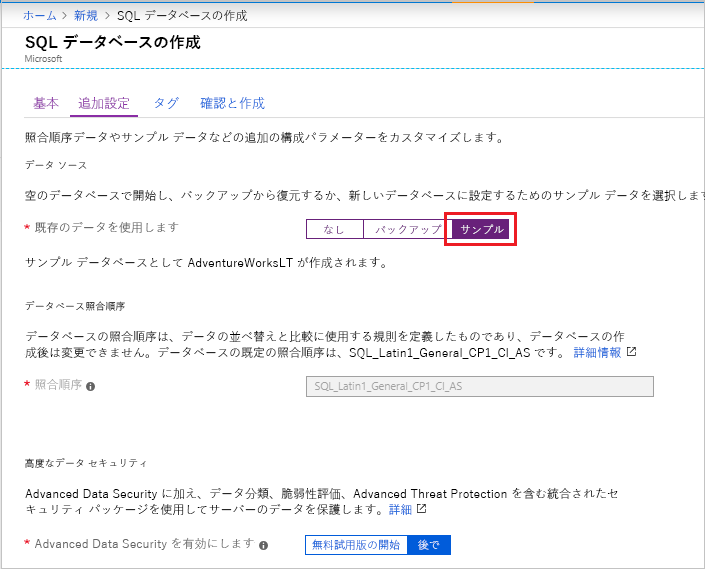 ホーム > 新規 > SQL データベースの作成
SQL データベースの作成
Microsoft
基本 追加設定 タグ 確認と作成
照合順序データやサンプル データなどの追加の構成パラメーターをカスタマイズします。
データ ソース
空のデータベースで開始し、バックアップから復元するか、新しいデータベースに設定するためのサンプル データを選択しま
* 既存のデータを使用します なし バックアップ サンプル
サンプル データベースとして AdventureWorksLT が作成されます。
データベース照合順序
データベースの照合順序は、データの並べ替えと比較に使用する規則を定義したものであり、データベースの作
成後は変更できません。データベースの既定の照合順序は、SQL_Latin1_General_CP1_CI_AS です。 詳細情報
* 照合順序 SQL_Latin1_General_CP1_CI_AS
高度なデータ セキュリティ
Advanced Data Security に加え、データ分類、脆弱性評価、Advanced Threat Protection を含む統合されたセ
キュリティ パッケージを使用してサーバーのデータを保護します。詳細
* Advanced Data Security を有効にします 無料試用版の開始 後で